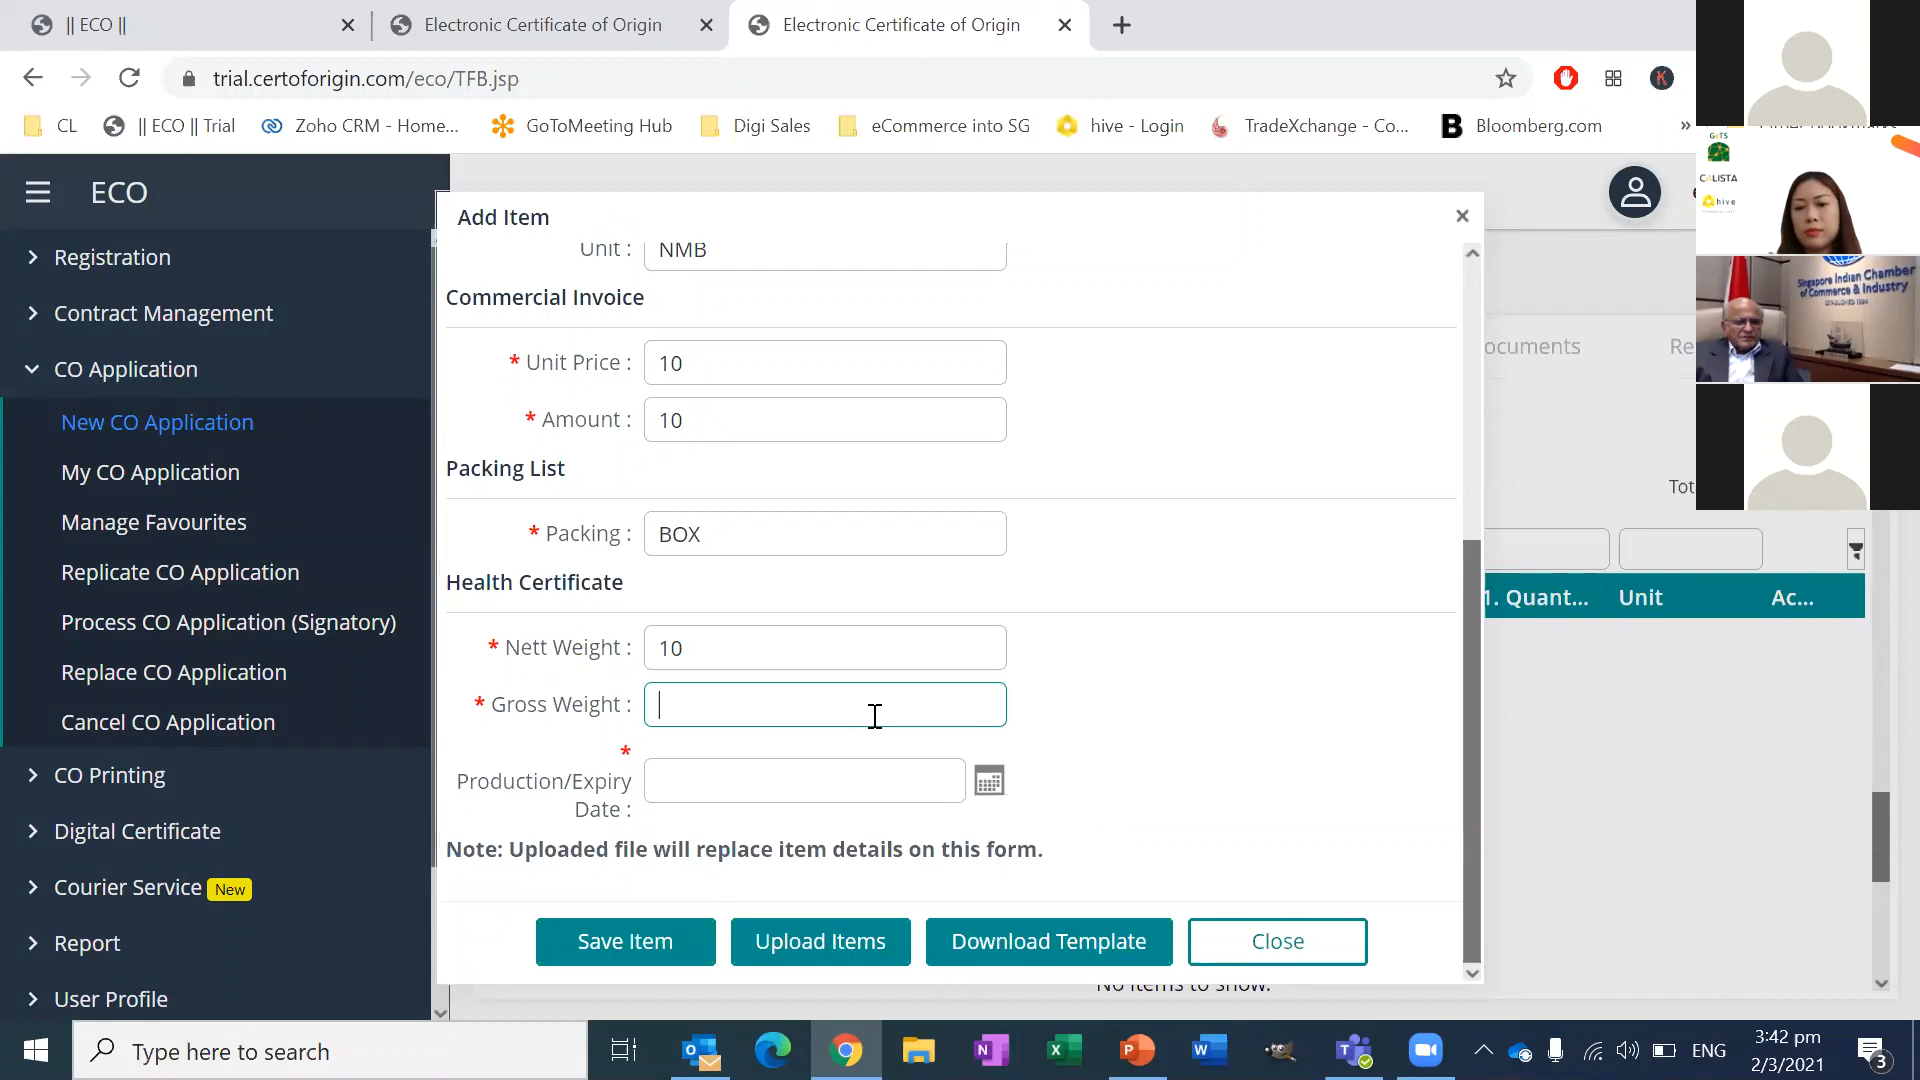 || ECO ||
Electronic Certificate of Origin
Electronic Certificate of Origin
trial.certoforigin.com/eco/TFB.jsp
K
CL
|| ECO || Trial
Zoho CRM - Home...
GoToMeeting Hub
Digi Sales
eCommerce into SG
hive - Login
TradeXchange - Co...
B Bloomberg.com
»
ECO
Registration
Contract Management
CO Application
New CO Application
My CO Application
Manage Favourites
Replicate CO Application
Process CO Application (Signatory)
Replace CO Application
Cancel CO Application
CO Printing
Digital Certificate
Courier Service New
Report
User Profile
Add Item
Unit : NMB
Commercial Invoice
* Unit Price : 10
* Amount : 10
Packing List
* Packing : BOX
Health Certificate
* Nett Weight : 10
* Gross Weight :
*
Production/Expiry
Date :
Note: Uploaded file will replace item details on this form.
Save Item
Upload Items
Download Template
Close
ocuments
Re
Tot
1. Quant...
Unit
Ac...
No items to show.
GeTS
CALISTA
hive
Singapore Indian Chamber
of Commerce & Industry
Type here to search
ENG
3:42 pm
2/3/2021
3